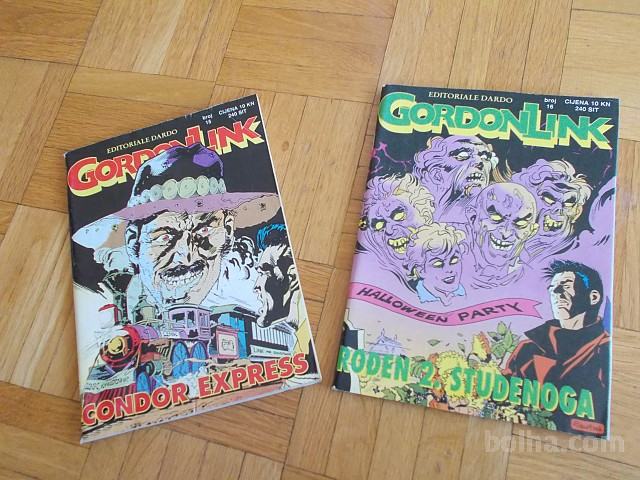 EDITORIALE DARDO
broj
15
CIJENA 10 KN
240 SIT
GORDON LINK
CONDOR EXPRESS
EDITORIALE DARDO
broj
16
CIJENA 10 KN
240 SIT
GORDON LINK
HALLOWEEN PARTY
ROĐEN 2. STUDENOGA
bolha.com